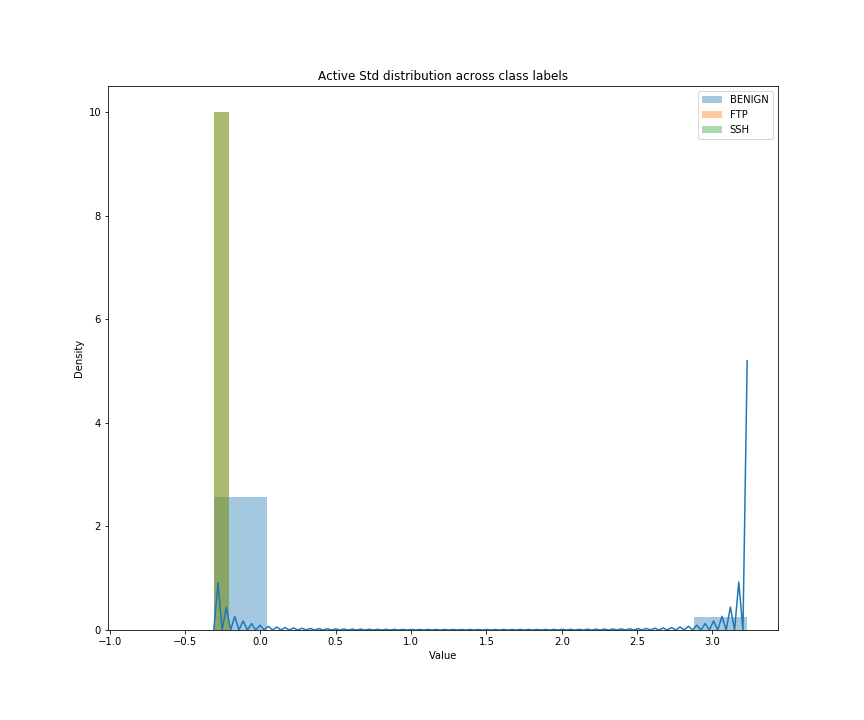 Active Std distribution across class labels
BENIGN
FTP
SSH
10
8
6
4
2
0
Density
−1.0 −0.5 0.0 0.5 1.0 1.5 2.0 2.5 3.0
Value